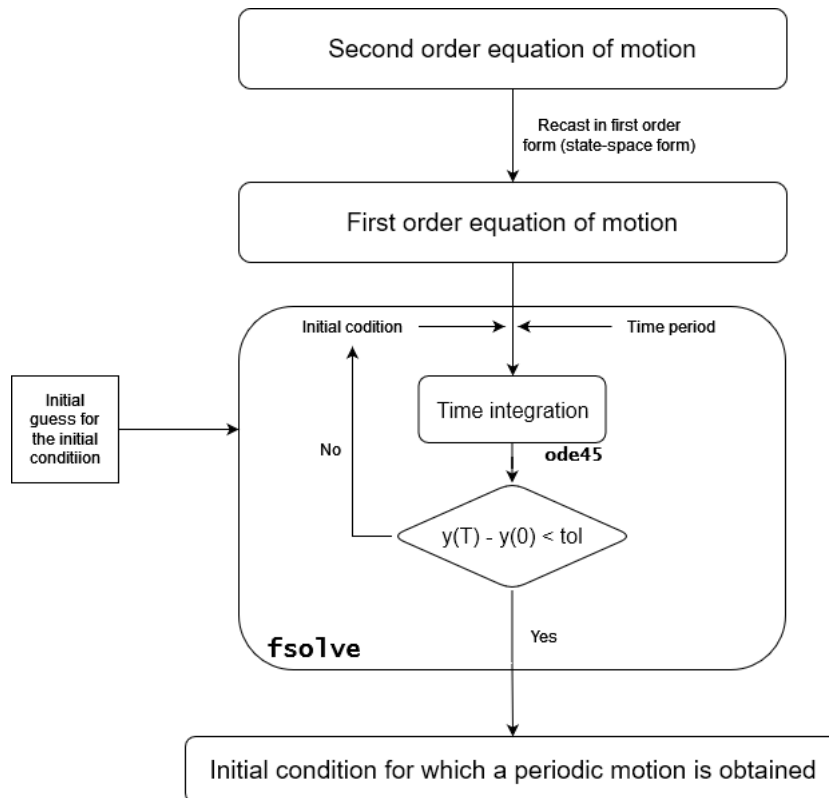 Second order equation of motion
Recast in first order
form (state-space form)
First order equation of motion
Initial codition
Time period
Initial
guess for
the initial
conditiion
Time integration
No
ode45
y(T) - y(0) < tol
fsolve
Yes
Initial condition for which a periodic motion is obtained